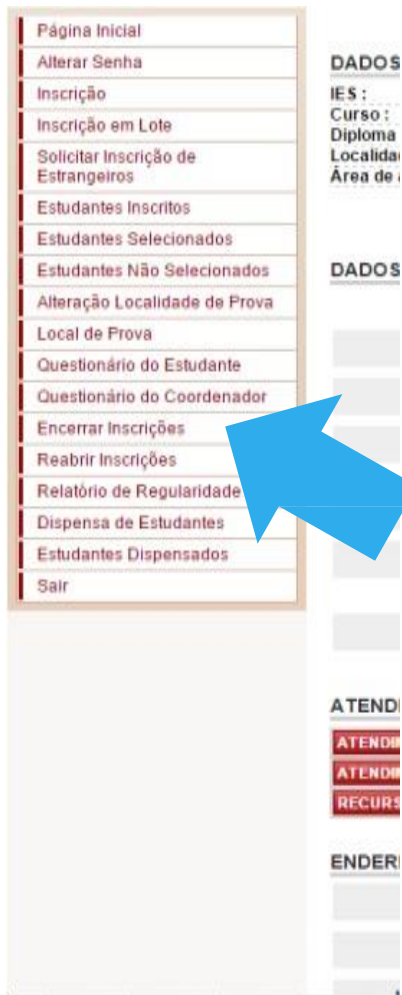 Página Inicial
Alterar Senha
Inscrição
Inscrição em Lote
Solicitar Inscrição de
Estrangeiros
Estudantes Inscritos
Estudantes Selecionados
Estudantes Não Selecionados
Alteração Localidade de Prova
Local de Prova
Questionário do Estudante
Questionário do Coordenador
Encerrar Inscrições
Reabrir Inscrições
Relatório de Regularidade
Dispensa de Estudantes
Estudantes Dispensados
Sair
DADOS
IES :
Curso :
Diploma
Área de
DADOS